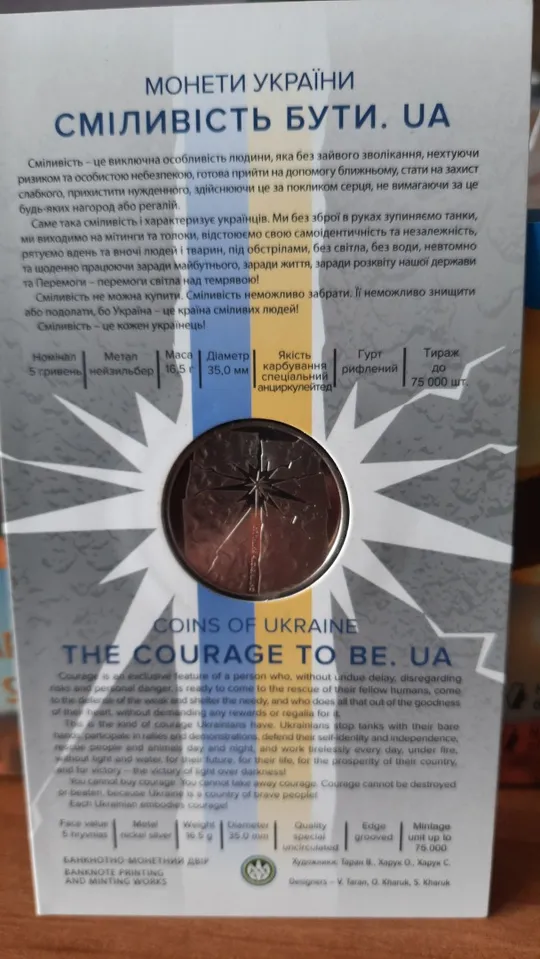 МОНЕТИ УКРАЇНИ
СМІЛИВІСТЬ БУТИ. UA
Сміливість – це виключна особливість людини, яка без зайвого зволікання, нехтуючи
ризиком та особистою небезпекою, готова прийти на допомогу ближньому, стати на захист
слабкого, прихистити нужденного, здійснюючи це за покликом серця, не вимагаючи за це
будь-яких нагород або регалій.
Саме така сміливість і характеризує українців. Ми без зброї в руках зупиняємо танки,
ми виходимо на мітинги та толоки, відстоюємо свою самоідентичність та незалежність,
рятуємо вдень та вночі людей і тварин, під обстрілами, без світла, без води, невтомно
та щоденно працюючи заради майбутнього, заради життя, заради розквіту нашої держави
та Перемоги – перемоги світла над темрявою!
Сміливість не можна купити. Сміливість неможливо забрати. Її неможливо знищити
або подолати, бо Україна – це країна сміливих людей!
Сміливість – це кожен українець!
Номінал Метал Маса Діаметр Якість Гурт Тираж
5 гривень нейзильбер 16,5 г 35,0 мм карбування рифлений до
спеціальний 75 000 шт.
анциркулейтед
COINS OF UKRAINE
THE COURAGE TO BE. UA
Courage is an exclusive feature of a person who, without undue delay, disregarding
risks and personal danger, is ready to come to the rescue of their fellow humans, come
to the defense of the weak and shelter the needy, and who does all that out of the goodness
of their heart, without demanding any rewards or regalia for it.
This is the kind of courage Ukrainians have. Ukrainians stop tanks with their bare
hands, participate in rallies and demonstrations, defend their self-identity and independence,
rescue people and animals day and night, and work tirelessly every day, under fire,
without light and water, for their future, for their life, for the prosperity of their country,
and for victory – the victory of light over darkness!
You cannot buy courage. You cannot take away courage. Courage cannot be destroyed
or beaten, because Ukraine is a country of brave people!
Each Ukrainian embodies courage!
Face value Metal Weight Diameter Quality Edge Mintage
5 hryvnias nickel silver 16.5 g 35.0 mm special grooved unit up to
uncirculated 75,000
БАНКНОТНО-МОНЕТНИЙ ДВІР Художники: Таран В., Харук О., Харук С.
BANKNOTE PRINTING
AND MINTING WORKS Designers – V. Taran, O. Kharuk, S. Kharuk